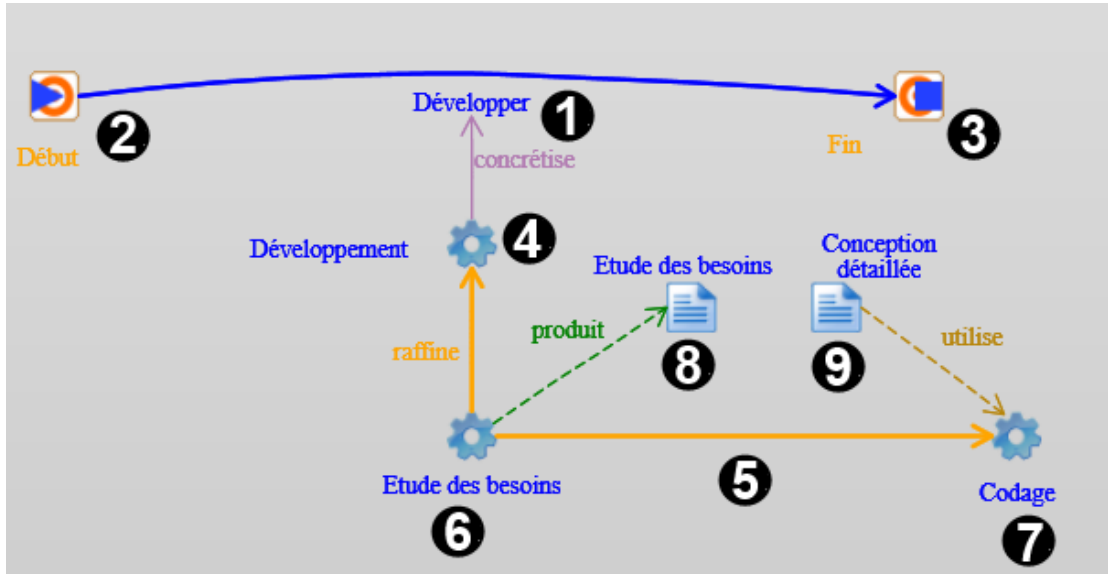 Développer
1
2
3
Début
Fin
concrétise
Développement
4
Etude des besoins
Conception
détaillée
produit
utilise
raffine
8
9
5
Etude des besoins
Codage
6
7